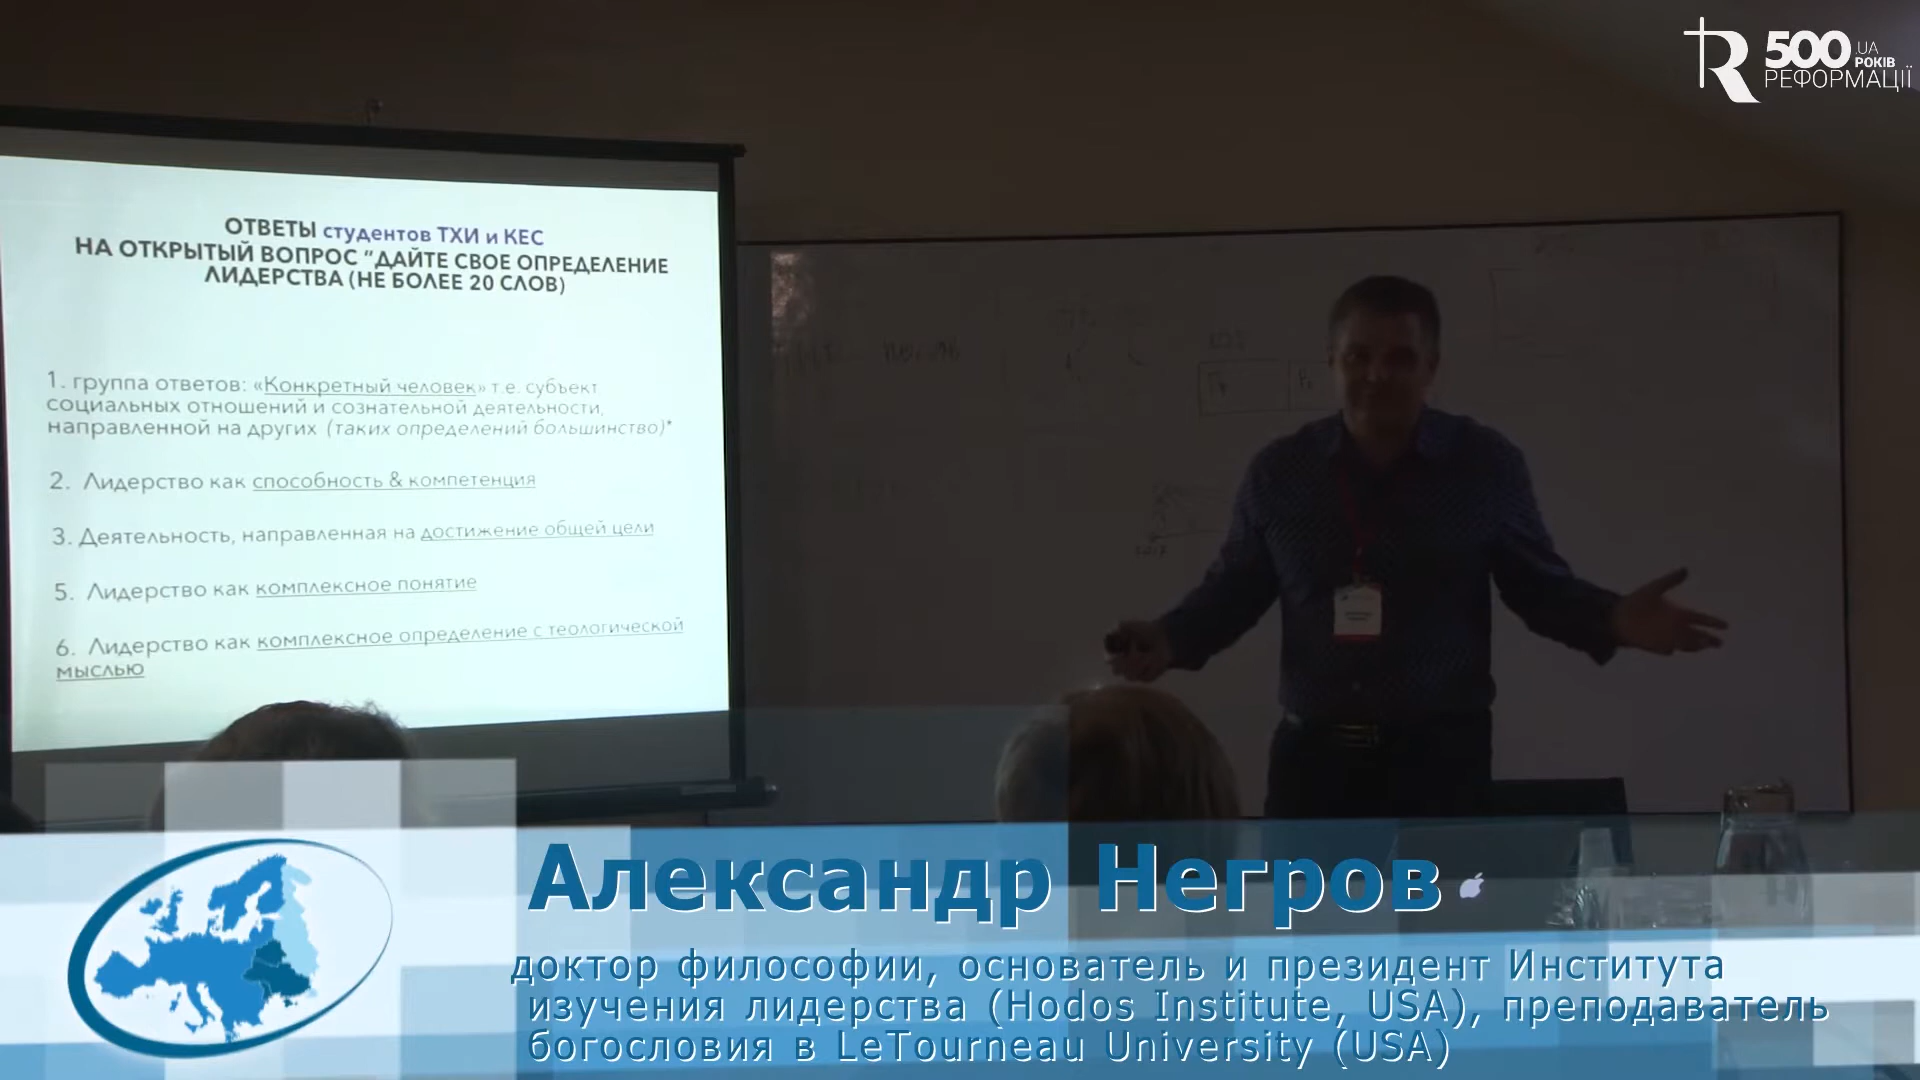 500
.UA
РОКІВ
РЕФОРМАЦІЇ
ОТВЕТЫ студентов ТХИ и КЕС
НА ОТКРЫТЫЙ ВОПРОС "ДАЙТЕ СВОЕ ОПРЕДЕЛЕНИЕ
ЛИДЕРСТВА (НЕ БОЛЕЕ 20 СЛОВ)
1. группа ответов: «Конкретный человек» т.е. субъект
социальных отношений и сознательной деятельности,
направленной на других (таких определений большинство)*
2. Лидерство как способность & компетенция
3. Деятельность, направленная на достижение общей цели
5. Лидерство как комплексное понятие
6. Лидерство как комплексное определение с теологической
мыслью
Александр Негров
доктор философии, основатель и президент Института
изучения лидерства (Hodos Institute, USA), преподаватель
богословия в LeTourneau University (USA)